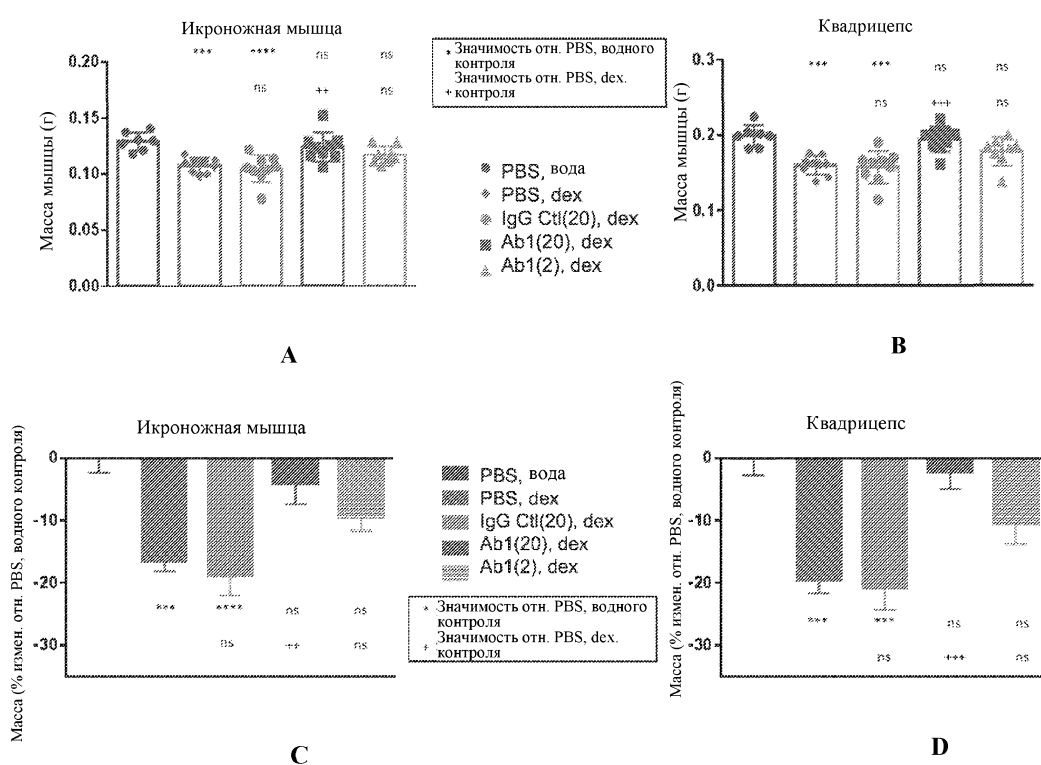 Икроножная мышца
Масса мышцы (г)
0.20
0.15
0.10
0.05
0.00
*** **** ns ns
ns ++ ns
A
* Значимость отн. PBS, водного
контроля
Значимость отн. PBS, dex.
+ контроля
PBS, вода
PBS, dex
IgG Ctl(20), dex
Ab1(20), dex
Ab1(2), dex
Квадрицепс
Масса мышцы (г)
0.3
0.2
0.1
0.0
*** *** ns ns
ns +++ ns
B
Икроножная мышца
Масса (% измен. отн. PBS, водного контроля)
0
-10
-20
-30
*** **** ns ns
ns ++ ns
C
PBS, вода
PBS, dex
IgG Ctl(20), dex
Ab1(20), dex
Ab1(2), dex
* Значимость отн. PBS, водного
контроля
+ Значимость отн. PBS, dex.
контроля
Квадрицепс
Масса (% измен. отн. PBS, водного контроля)
0
-10
-20
-30
*** *** ns ns
ns +++ ns
D